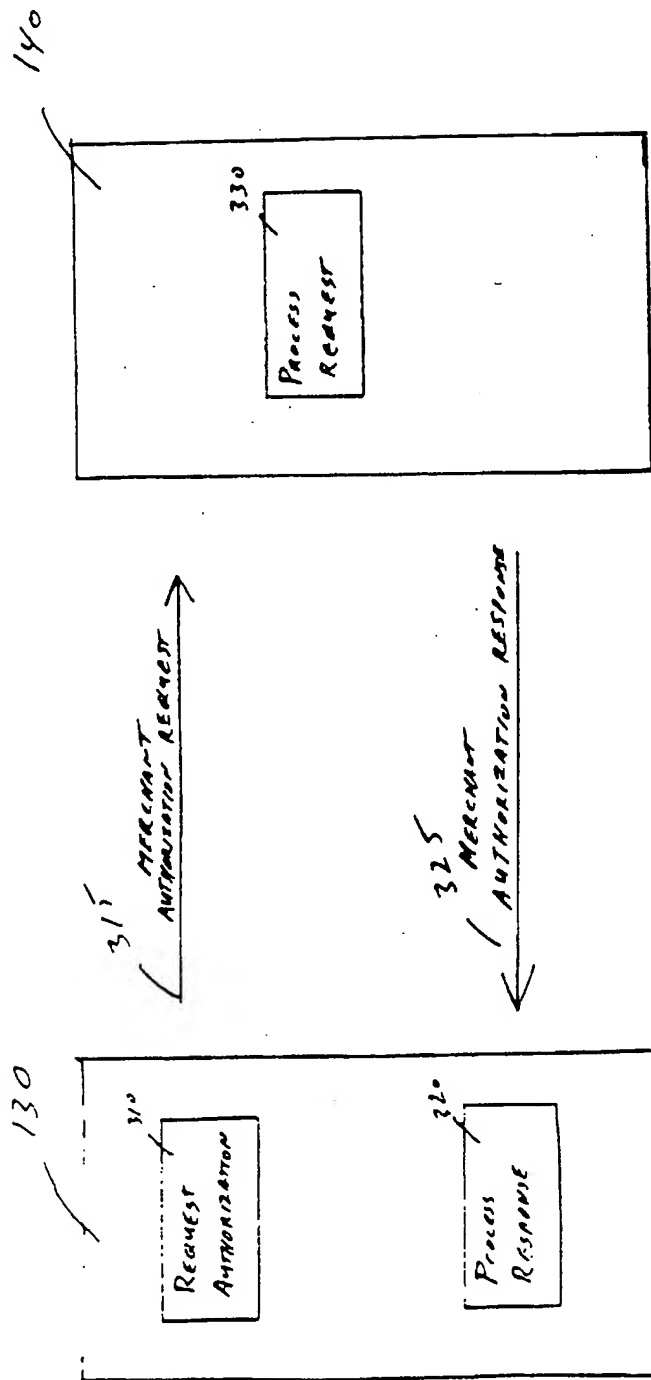 130
310
REQUEST
AUTHORIZATION
320
PROCESS
RESPONSE
315
MERCHANT
AUTHORIZATION REQUEST
325
MERCHANT
AUTHORIZATION RESPONSE
140
330
PROCESS
REQUEST